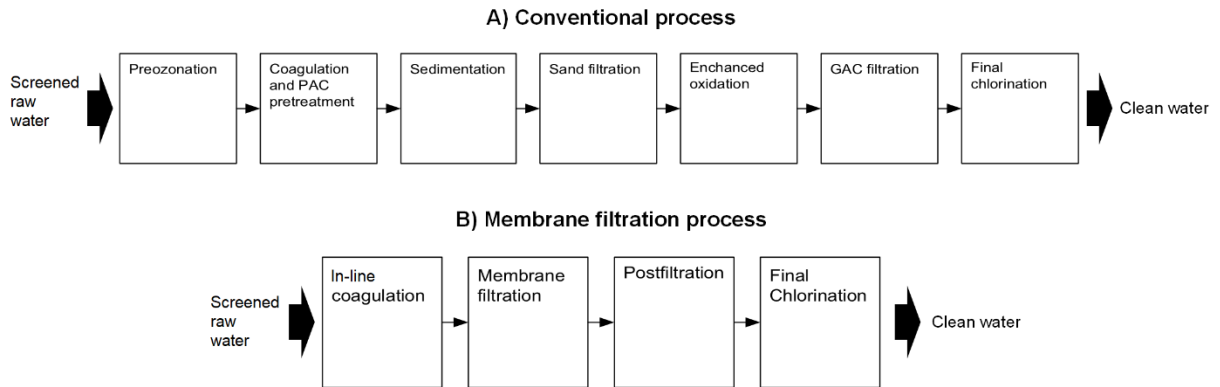 A) Conventional process
Screened
raw
water
Preozonation
Coagulation
and PAC
pretreatment
Sedimentation
Sand filtration
Enchanced
oxidation
GAC filtration
Final
chlorination
Clean water
B) Membrane filtration process
Screened
raw
water
In-line
coagulation
Membrane
filtration
Postfiltration
Final
Chlorination
Clean water